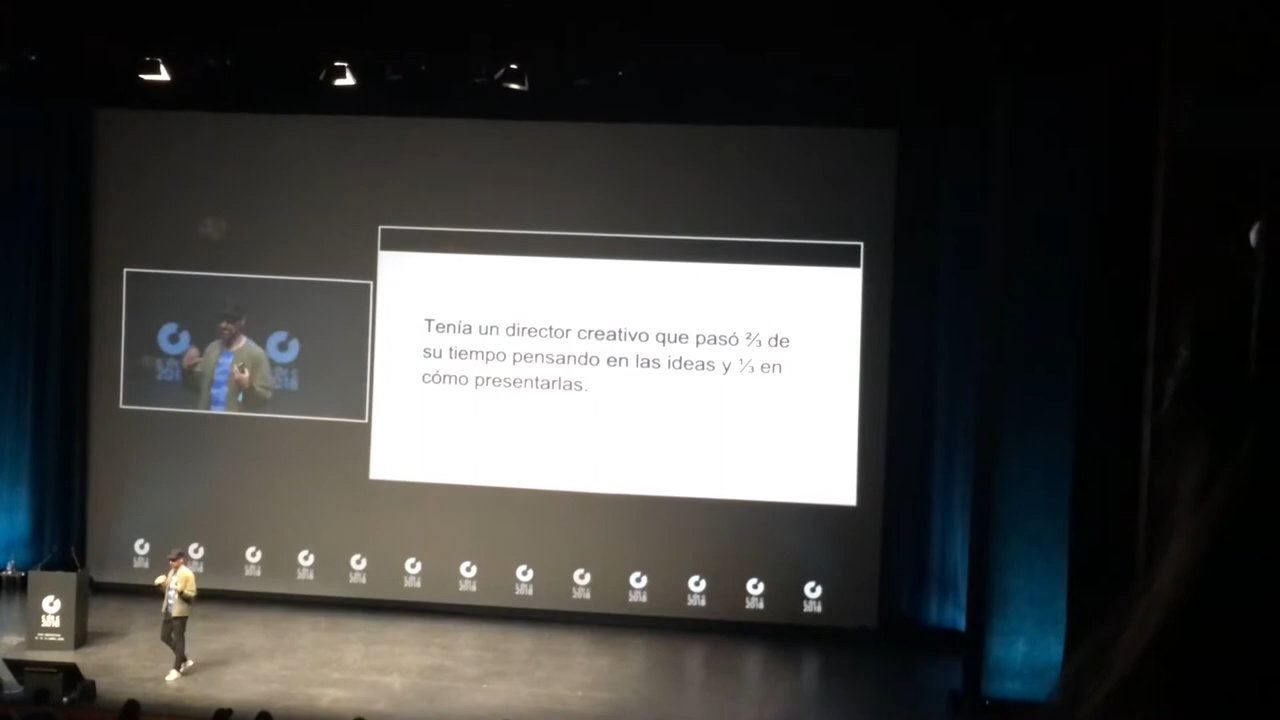 Tenía un director creativo que pasó ⅔ de
su tiempo pensando en las ideas y ⅓ en
cómo presentarlas.